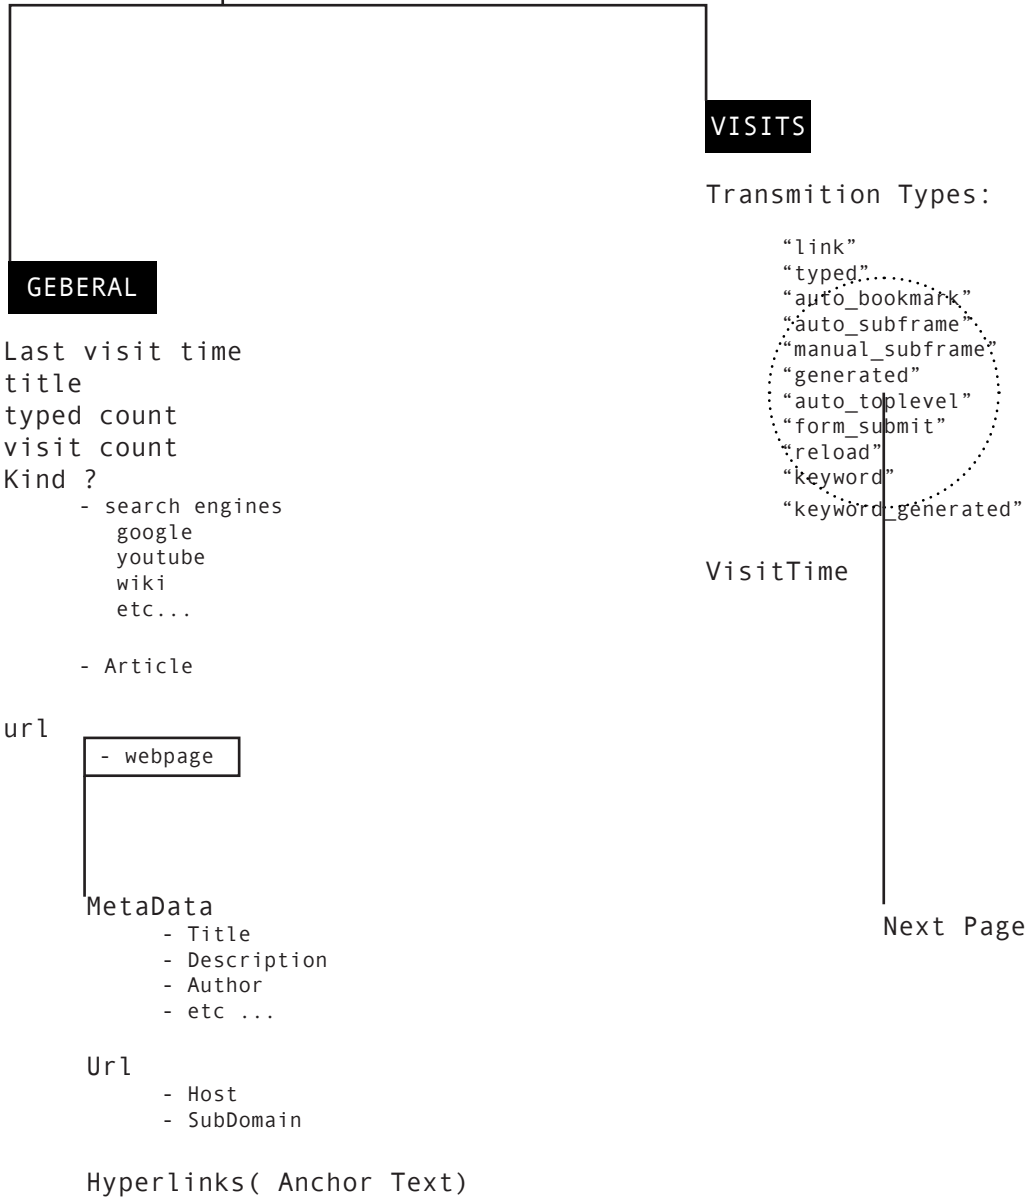 VISITS
Transmition Types:
“link”
“typed”
“auto_bookmark”
“auto_subframe”
“manual_subframe”
“generated”
“auto_toplevel”
“form_submit”
“reload”
“keyword”
“keyword_generated”
VisitTime
Next Page
GEBERAL
Last visit time
title
typed count
visit count
Kind ?
- search engines
google
youtube
wiki
etc...
- Article
url
- webpage
MetaData
- Title
- Description
- Author
- etc ...
Url
- Host
- SubDomain
Hyperlinks( Anchor Text)